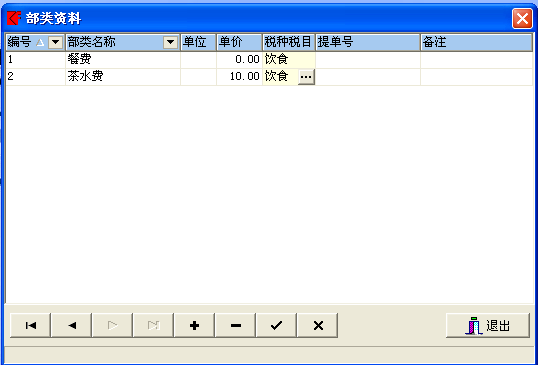 部类资料
编号 部类名称 单位 单价 税种税目 提单号 备注
1 餐费 0.00 饮食
2 茶水费 10.00 饮食 ...
退出